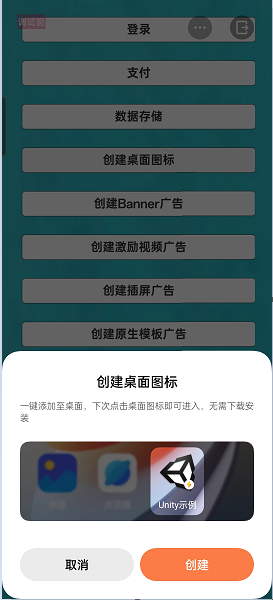 调试版
登录
支付
数据存储
创建桌面图标
创建Banner广告
创建激励视频广告
创建插屏广告
创建原生模板广告
创建桌面图标
一键添加至桌面，下次点击桌面图标即可进入，无需下载安
装
Unity示例
取消
创建